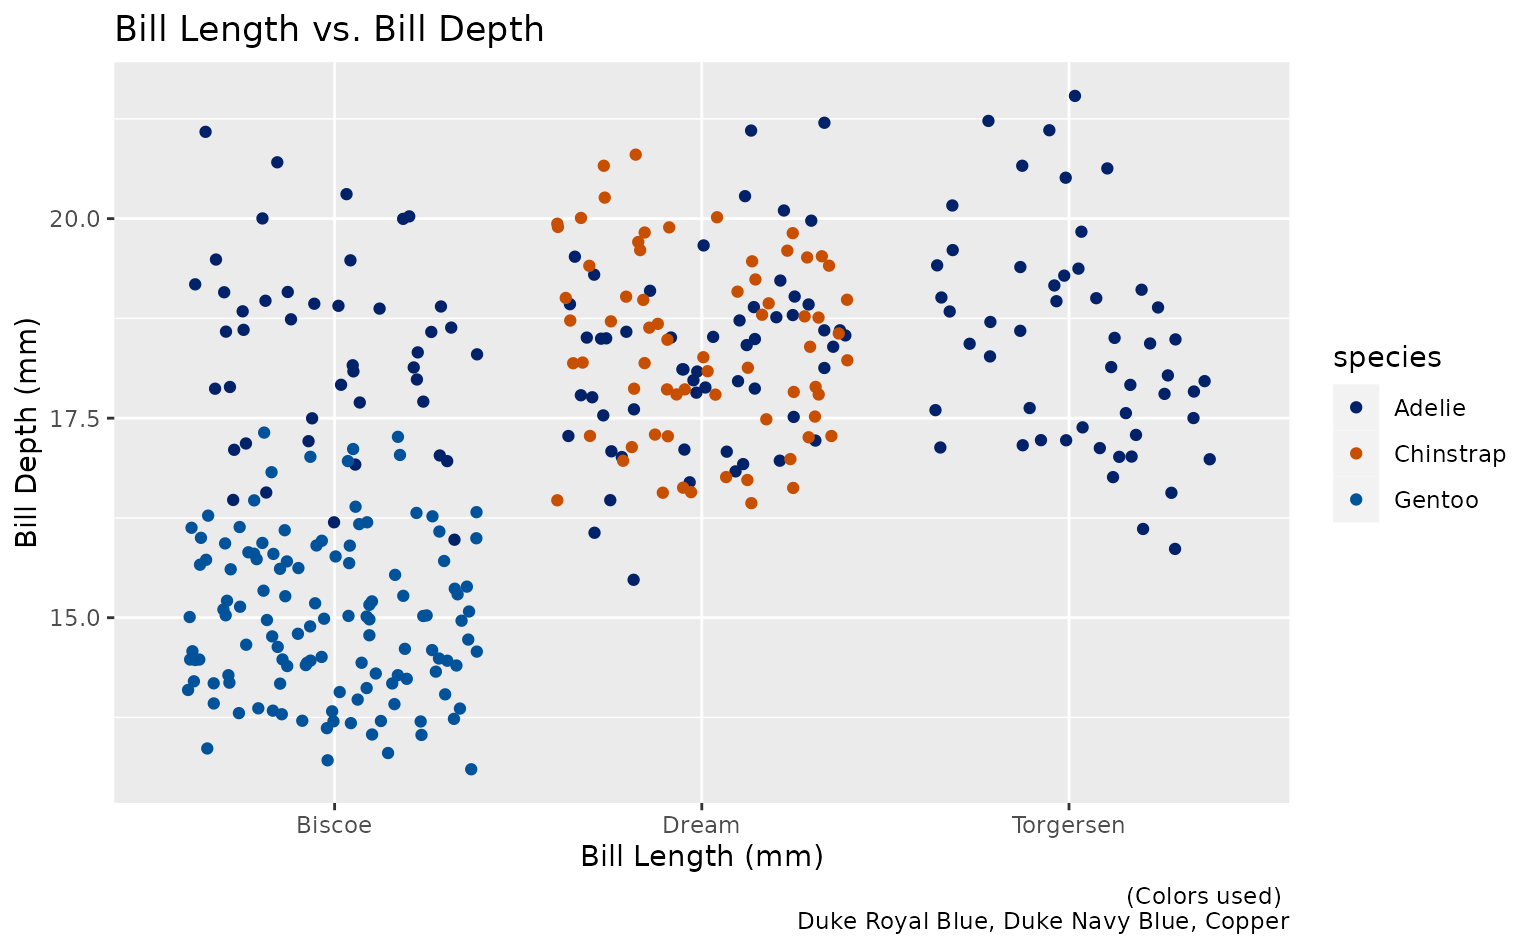 Bill Length vs. Bill Depth
Bill Depth (mm)
20.0
17.5
15.0
Biscoe
Dream
Torgersen
Bill Length (mm)
species
Adelie
Chinstrap
Gentoo
(Colors used)
Duke Royal Blue, Duke Navy Blue, Copper